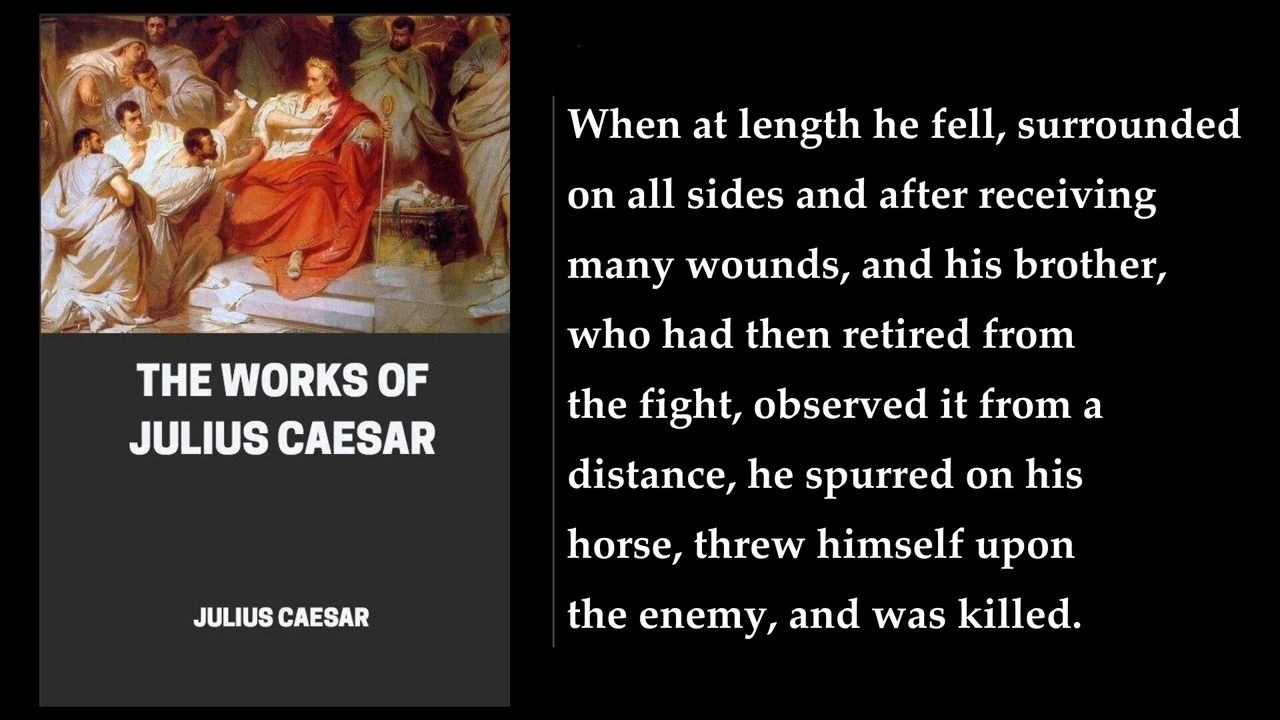 THE WORKS OF
JULIUS CAESAR
JULIUS CAESAR
When at length he fell, surrounded
on all sides and after receiving
many wounds, and his brother,
who had then retired from
the fight, observed it from a
distance, he spurred on his
horse, threw himself upon
the enemy, and was killed.